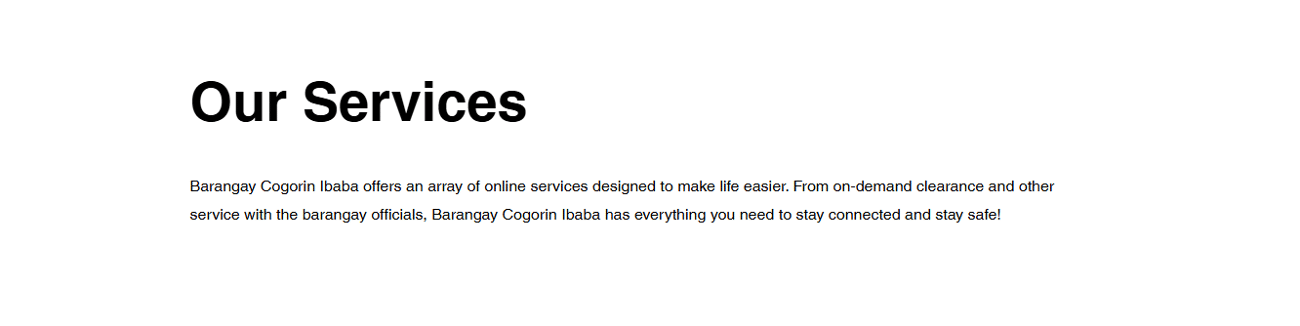 Our Services
Barangay Cogorin Ibaba offers an array of online services designed to make life easier. From on-demand clearance and other
service with the barangay officials, Barangay Cogorin Ibaba has everything you need to stay connected and stay safe!